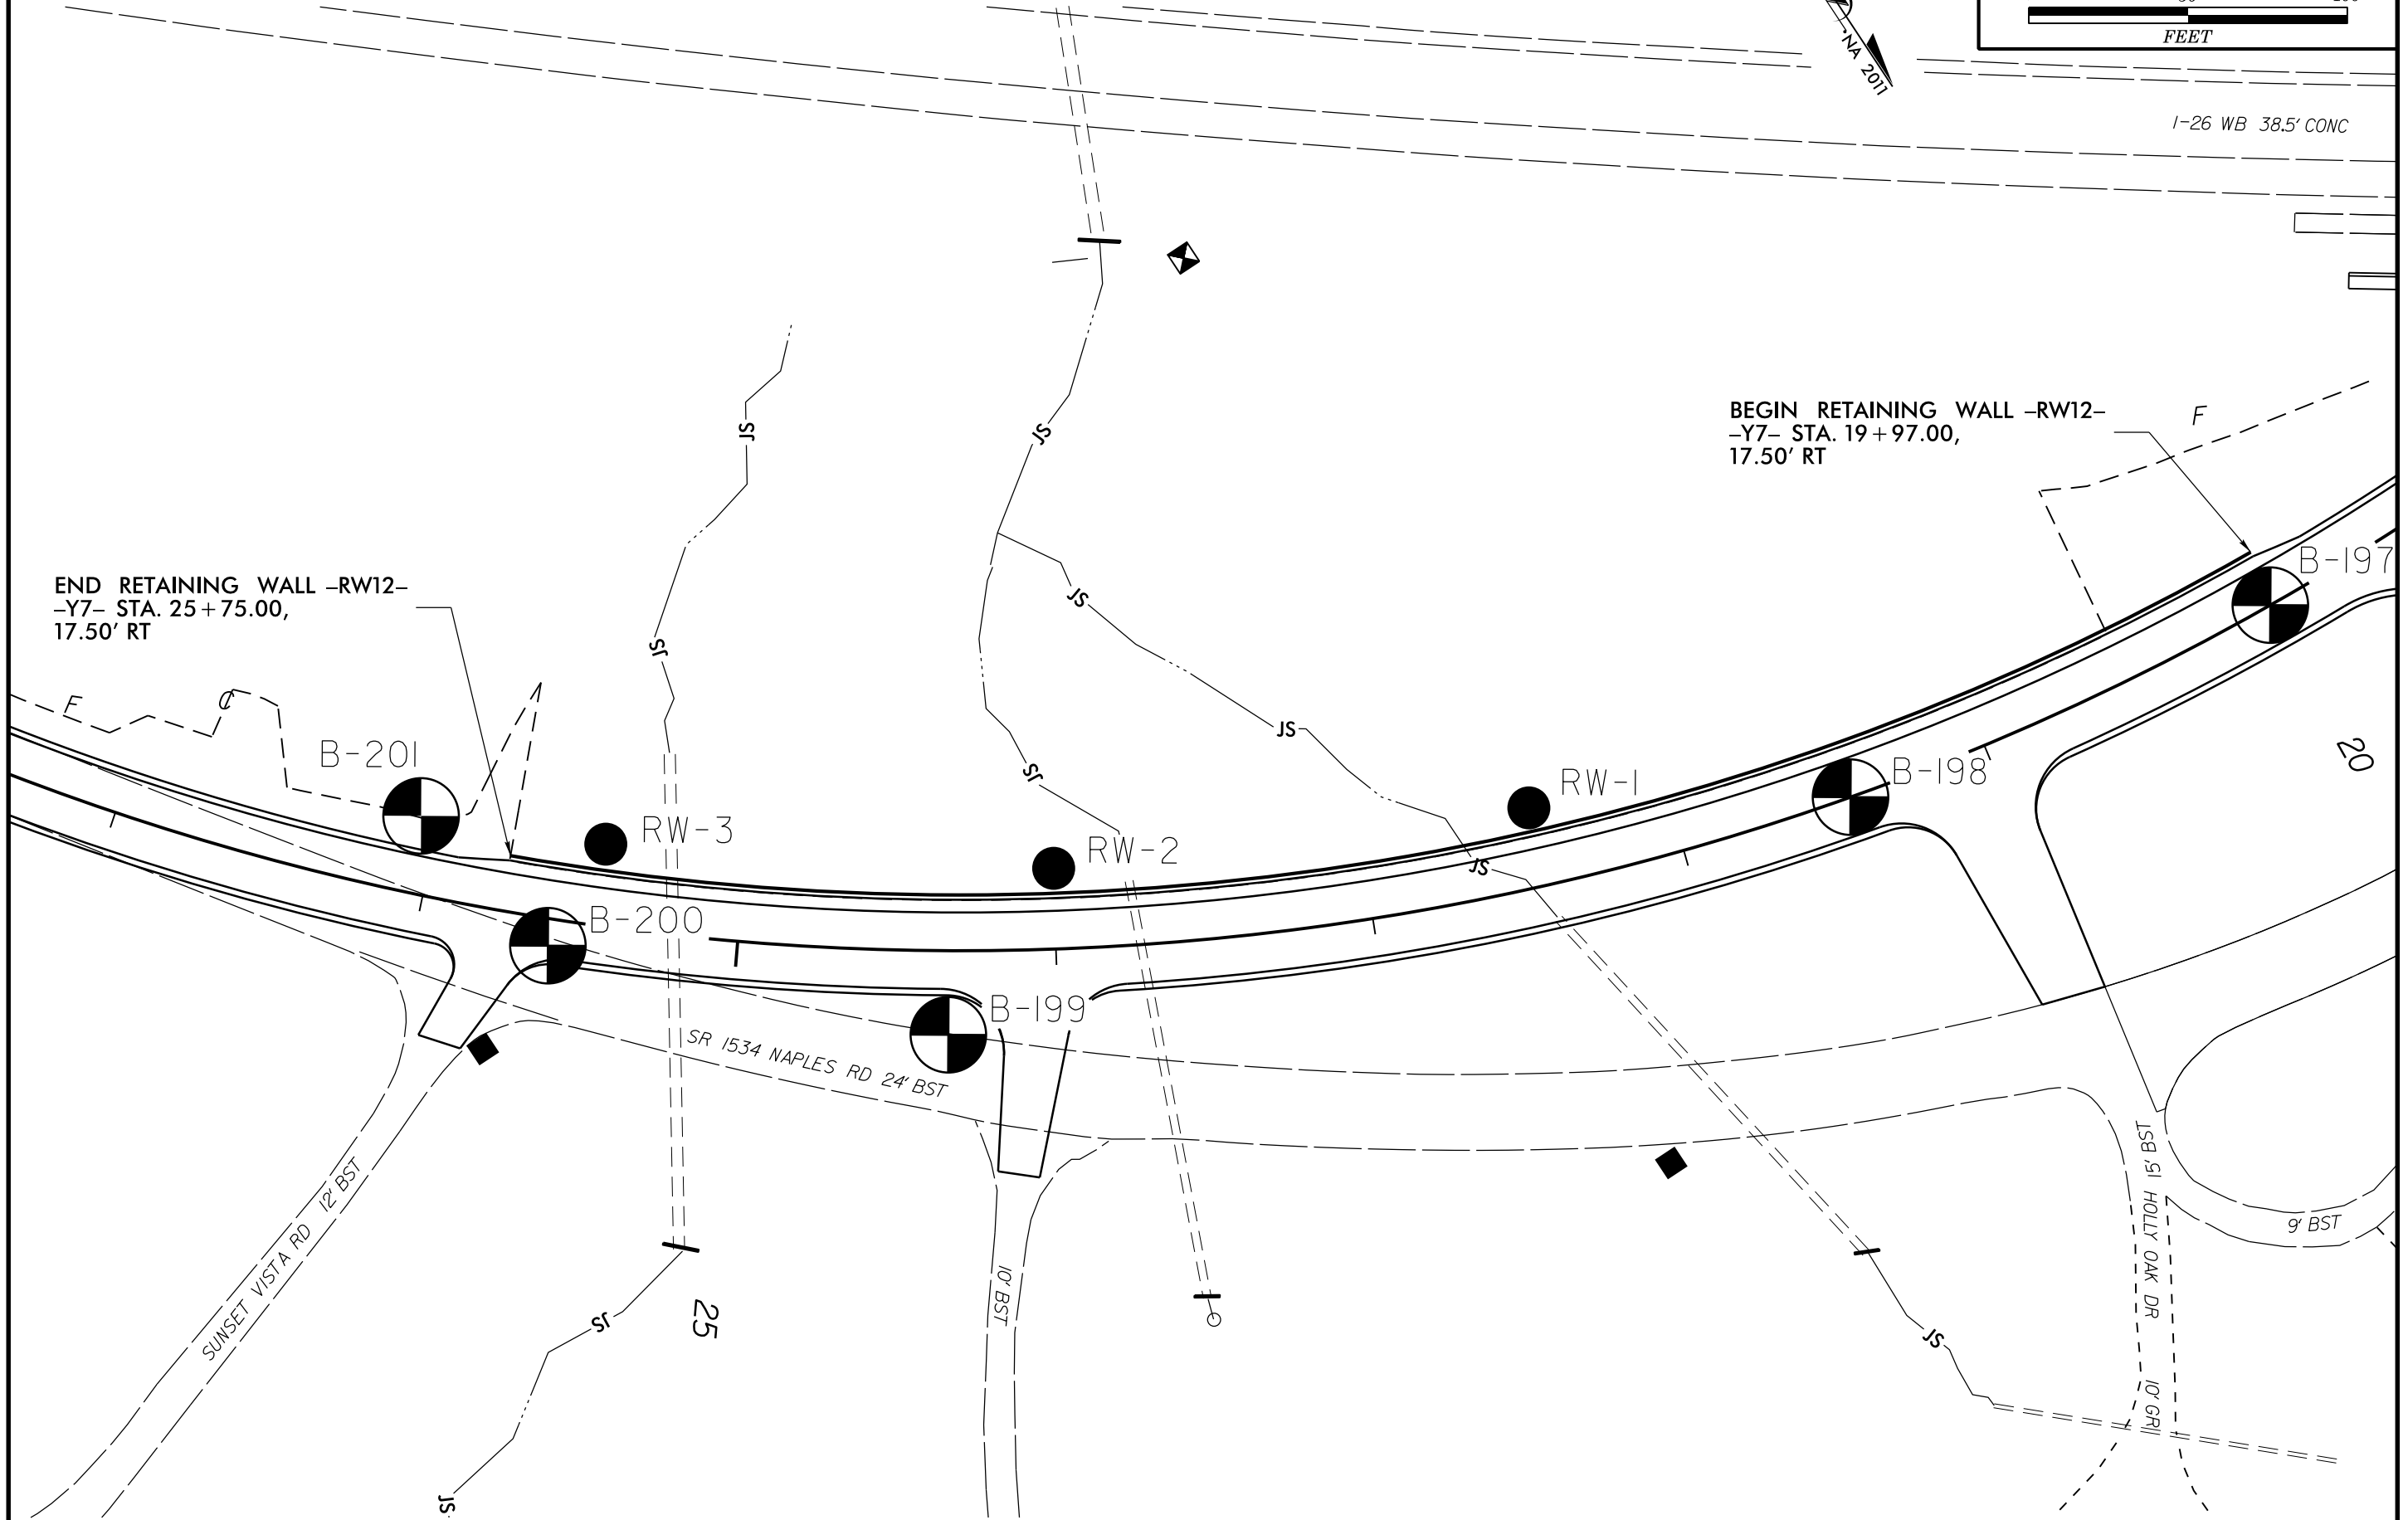 FEET
NA 2011
I-26 WB 38.5' CONC
BEGIN RETAINING WALL –RW12–
–Y7– STA. 19+97.00,
17.50' RT
F
B-197
JS
JS
JS
END RETAINING WALL –RW12–
–Y7– STA. 25+75.00,
17.50' RT
JS
F
C
JS
B-201
JS
20
RW-1
B-198
RW-3
RW-2
JS
B-200
B-199
SR 1534 NAPLES RD 24' BST
SUNSET VISTA RD 12' BST
10' BST
15' BST
HOLLY OAK DR
10' GR
9' BST
25
JS
JS
JS